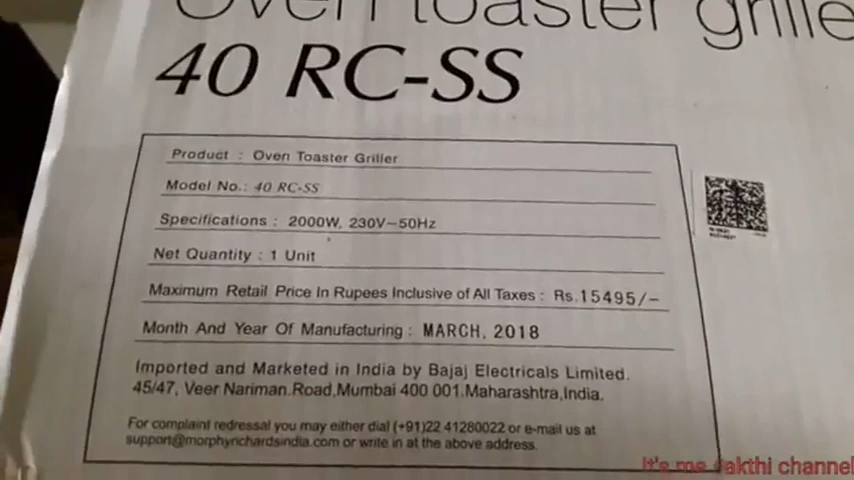 Oven toaster grille
40 RC-SS
Product : Oven Toaster Griller
Model No.: 40 RC-SS
Specifications : 2000W, 230V~50Hz
Net Quantity : 1 Unit
Maximum Retail Price In Rupees Inclusive of All Taxes : Rs.15495/-
Month And Year Of Manufacturing : MARCH, 2018
Imported and Marketed in India by Bajaj Electricals Limited.
45/47, Veer Nariman.Road,Mumbai 400 001.Maharashtra,India.
For complaint redressal you may either dial (+91)22 41280022 or e-mail us at
support@morphyrichardsindia.com or write in at the above address.
It's me sakthi channel